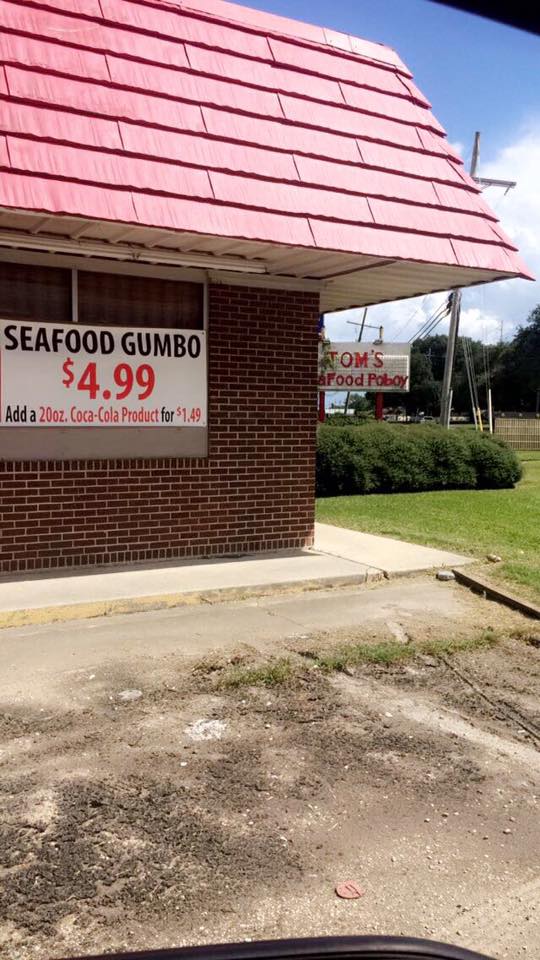 SEAFOOD GUMBO
$4.99
Add a 20oz. Coca-Cola Product for $1.49
TOM'S
aFood Poboy